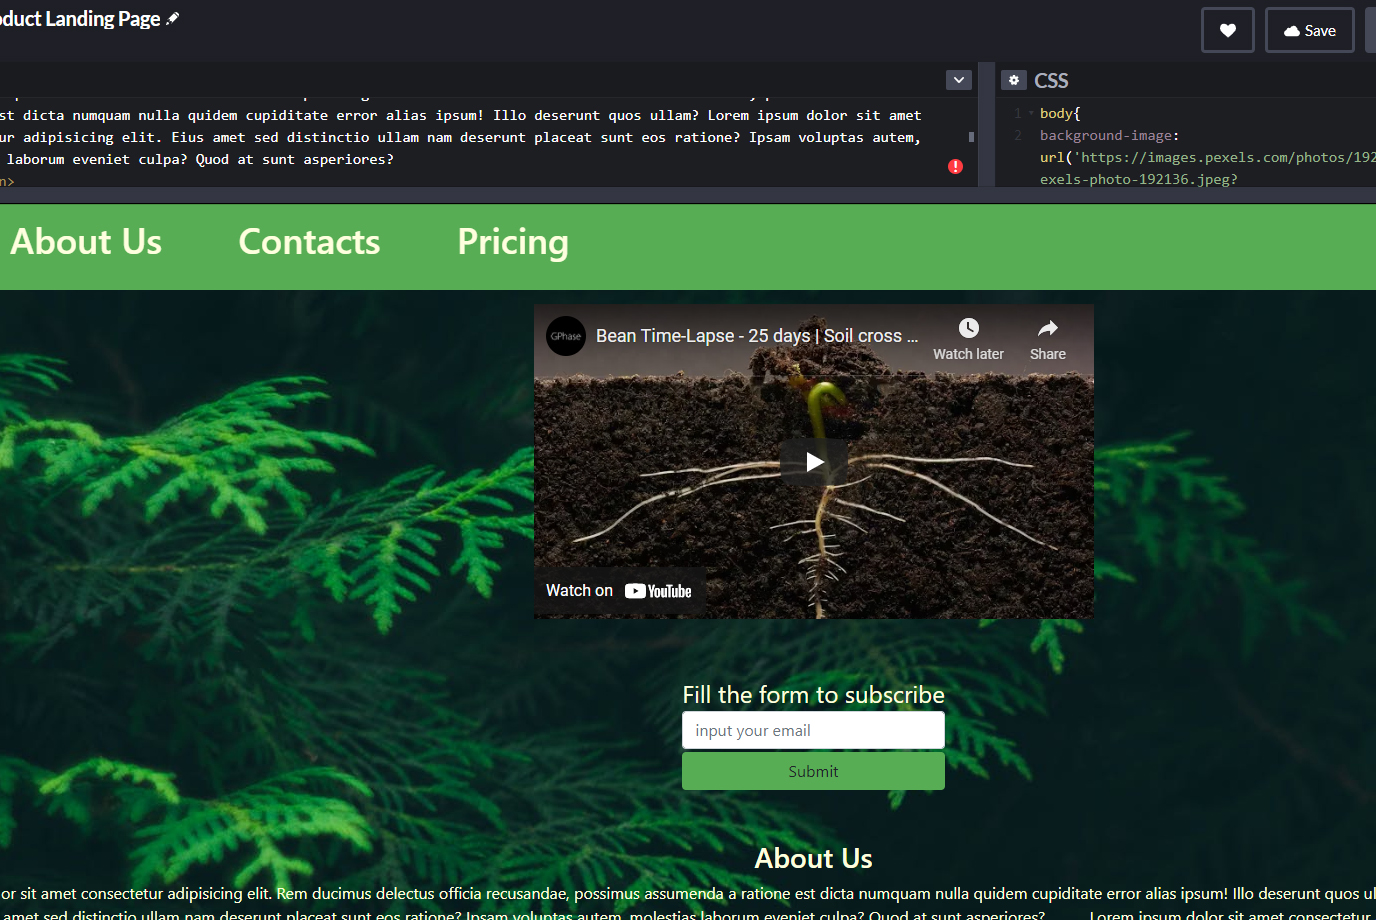 oduct Landing Page
Save
CSS
st dicta numquam nulla quidem cupiditate error alias ipsum! Illo deserunt quos ullam? Lorem ipsum dolor sit amet
ur adipisicing elit. Eius amet sed distinctio ullam nam deserunt placeat sunt eos ratione? Ipsam voluptas autem,
laborum eveniet culpa? Quod at sunt asperiores?
n>
1 body{
2 background-image:
url('https://images.pexels.com/photos/192
exels-photo-192136.jpeg?
About Us Contacts Pricing
GPhase
Bean Time-Lapse - 25 days | Soil cross ...
Watch later
Share
Watch on YouTube
Fill the form to subscribe
input your email
Submit
About Us
or sit amet consectetur adipisicing elit. Rem ducimus delectus officia recusandae, possimus assumenda a ratione est dicta numquam nulla quidem cupiditate error alias ipsum! Illo deserunt quos ul
amet sed distinctio ullam nam deserunt placeat sunt eos ratione? Ipsam voluptas autem, molestias laborum eveniet culpa? Quod at sunt asperiores? Lorem ipsum dolor sit amet consectetur